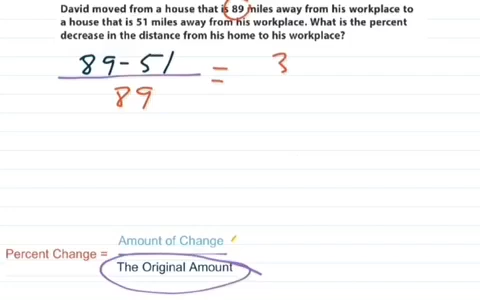 David moved from a house that is 89 miles away from his workplace to
a house that is 51 miles away from his workplace. What is the percent
decrease in the distance from his home to his workplace?
89-51 = 3
89
Amount of Change
Percent Change =
The Original Amount